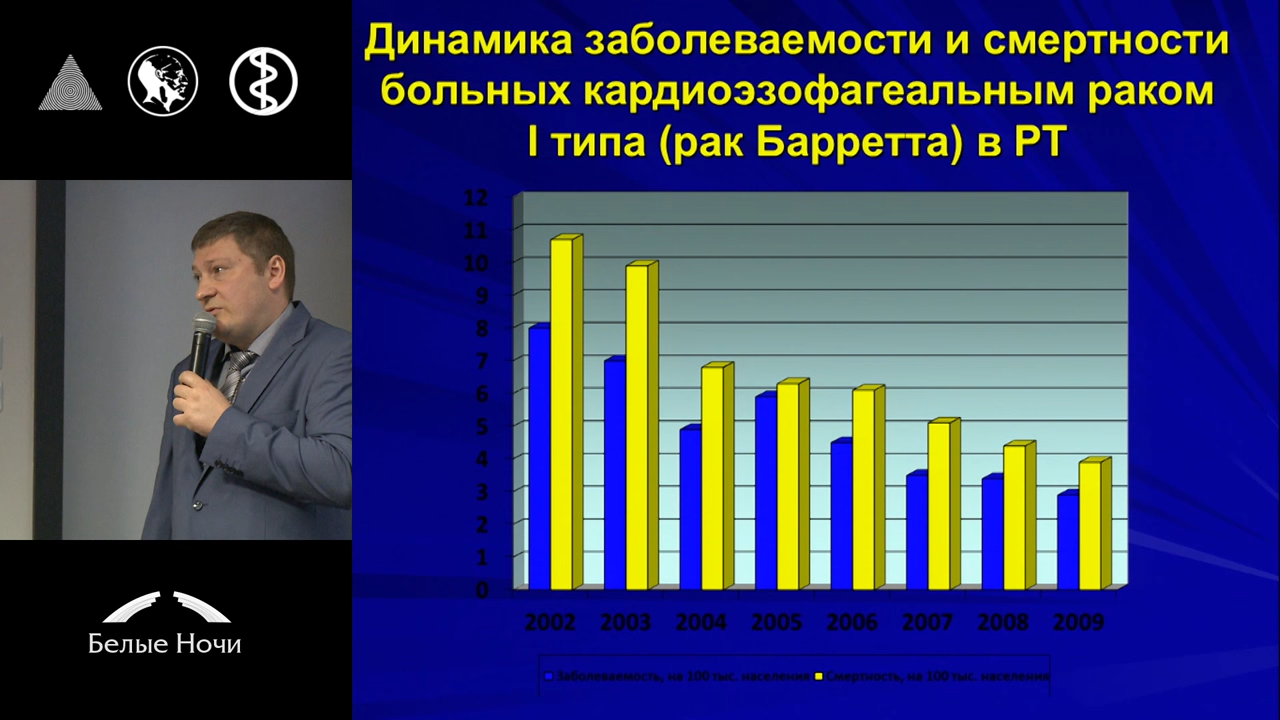 Динамика заболеваемости и смертности
больных кардиоэзофагеальным раком
I типа (рак Барретта) в РТ
12
11
10
9
8
7
6
5
4
3
2
1
0
2002 2003 2004 2005 2006 2007 2008 2009
Заболеваемость, на 100 тыс. населения Смертность, на 100 тыс. населения
Белые Ночи